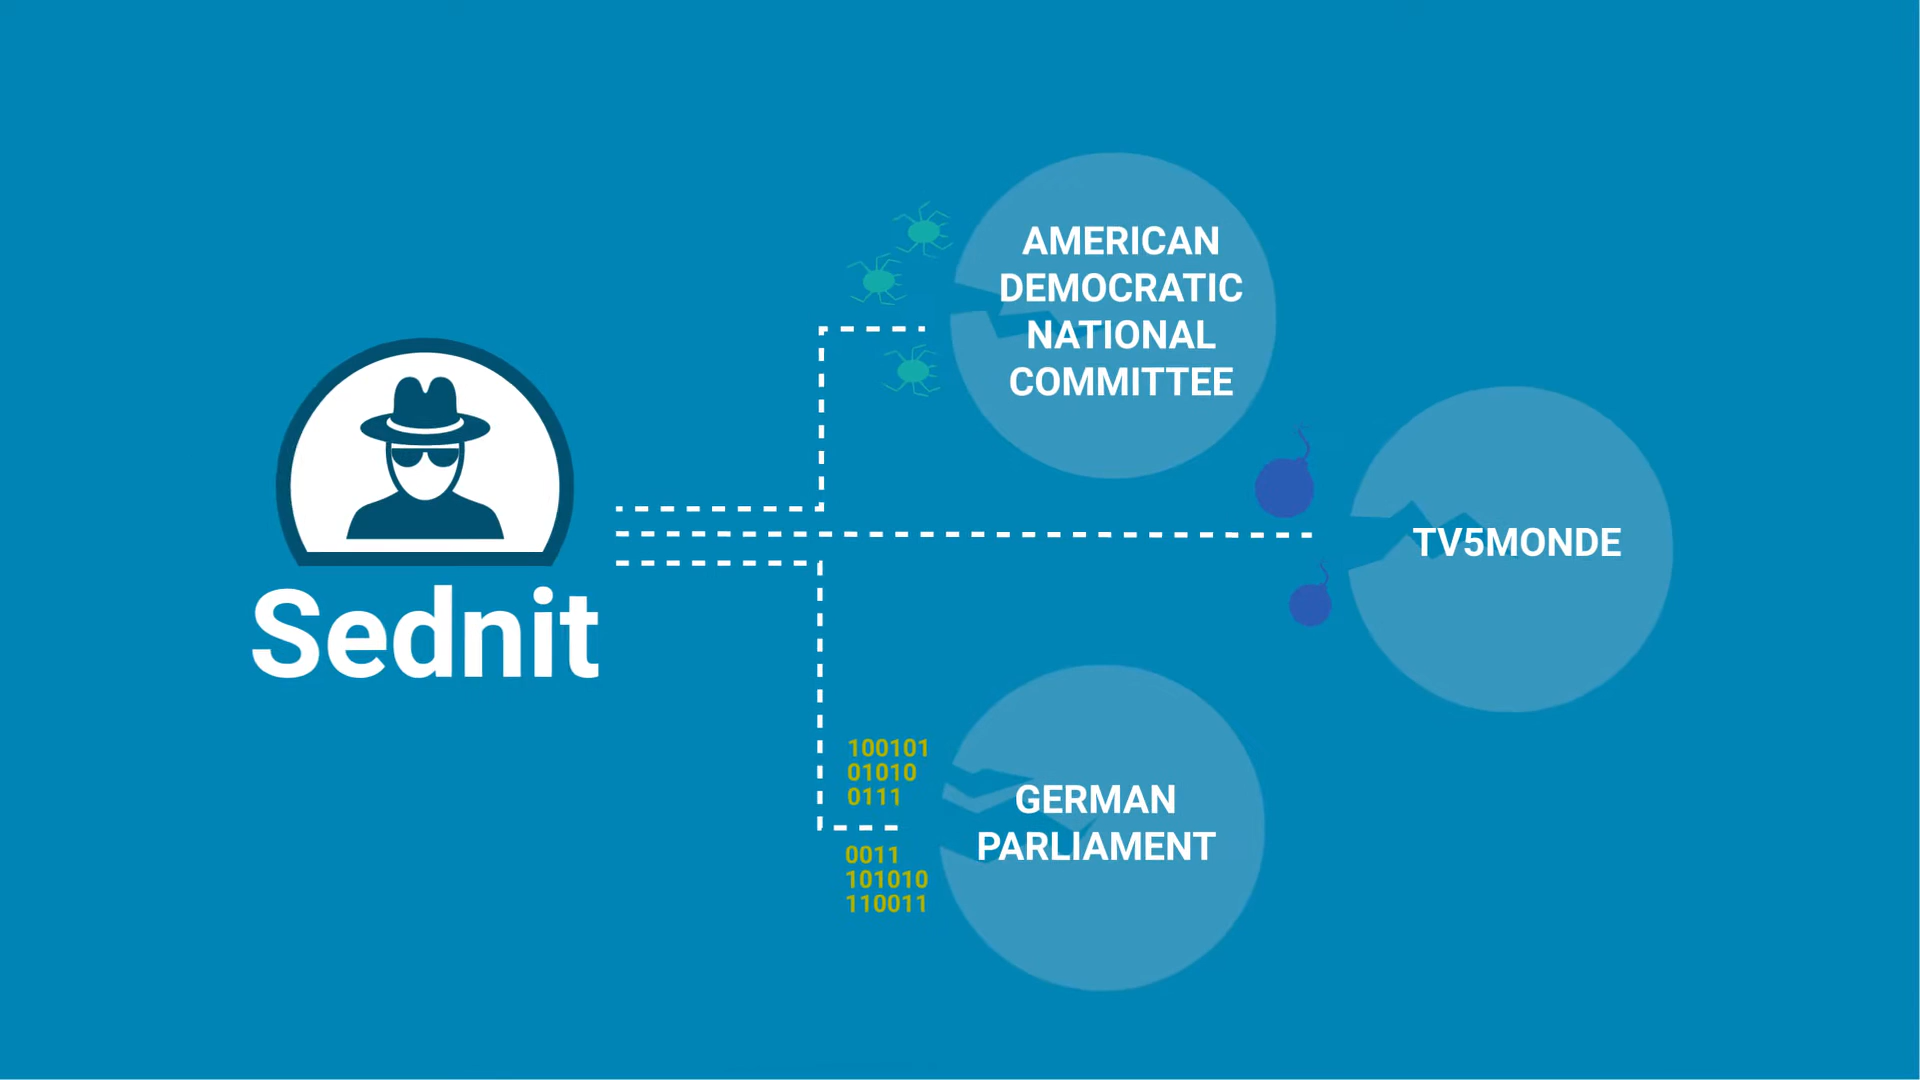 Sednit
AMERICAN
DEMOCRATIC
NATIONAL
COMMITTEE
TV5MONDE
100101
01010
0111
0011
101010
110011
GERMAN
PARLIAMENT